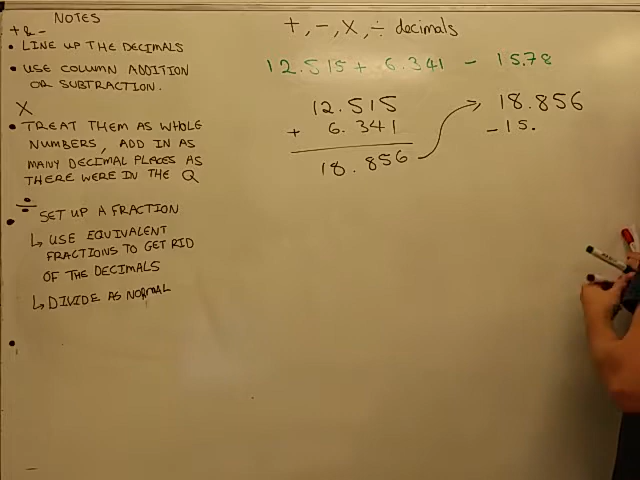 NOTES
+ & -
• LINE UP THE DECIMALS
• USE COLUMN ADDITION
OR SUBTRACTION.
X
• TREAT THEM AS WHOLE
NUMBERS, ADD IN AS
MANY DECIMAL PLACES AS
THERE WERE IN THE Q
÷
• SET UP A FRACTION
↳ USE EQUIVALENT
FRACTIONS TO GET RID
OF THE DECIMALS
↳ DIVIDE AS NORMAL
•
+, -, X, ÷ decimals
12.515 + 6.341 - 15.78
12.515
+ 6.341
18.856
18.856
- 15.